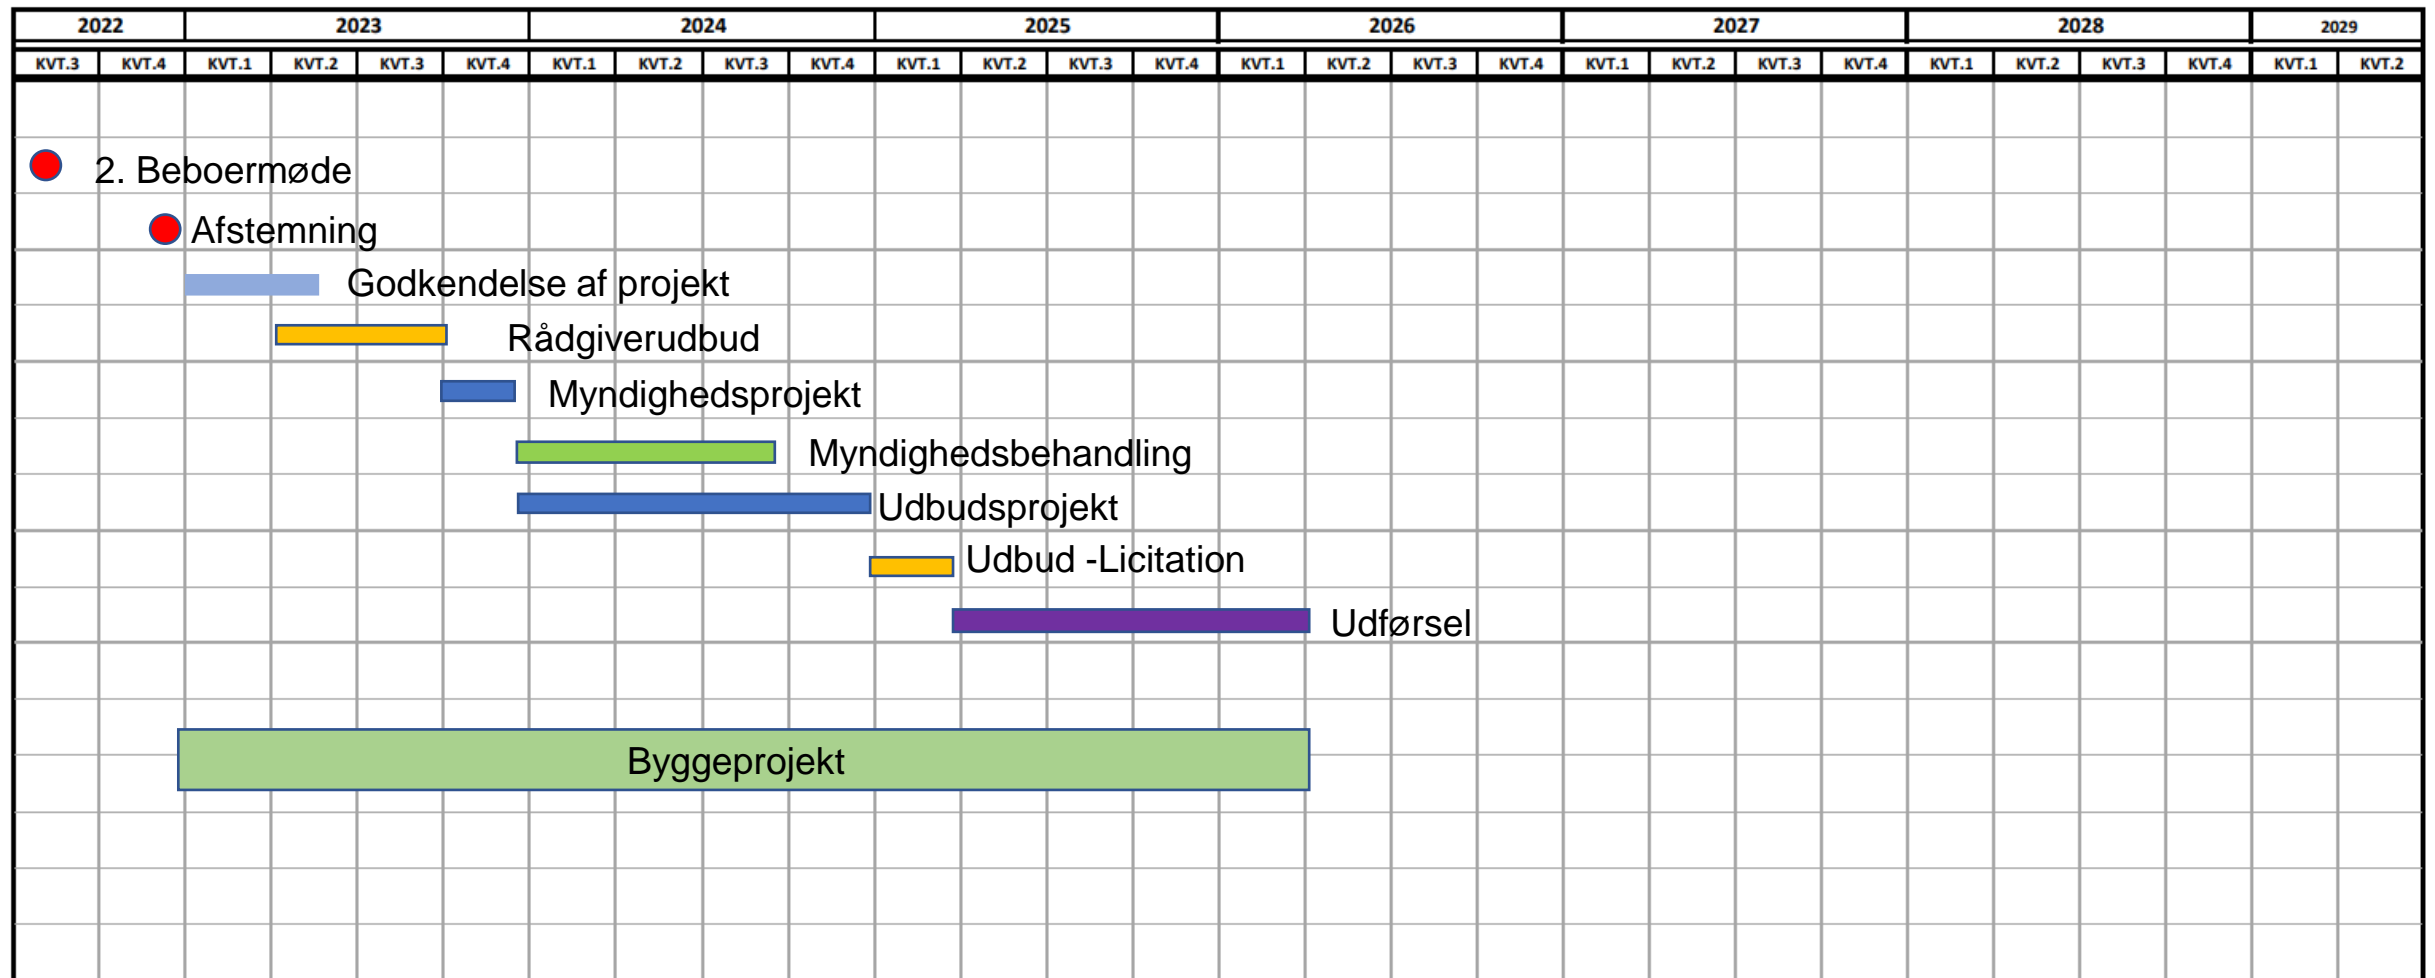 2022 2023 2024 2025 2026 2027 2028 2029
KVT.3 KVT.4 KVT.1 KVT.2 KVT.3 KVT.4 KVT.1 KVT.2 KVT.3 KVT.4 KVT.1 KVT.2 KVT.3 KVT.4 KVT.1 KVT.2 KVT.3 KVT.4 KVT.1 KVT.2 KVT.3 KVT.4 KVT.1 KVT.2 KVT.3 KVT.4 KVT.1 KVT.2
2. Beboermøde
Afstemning
Godkendelse af projekt
Rådgiverudbud
Myndighedsprojekt
Myndighedsbehandling
Udbudsprojekt
Udbud -Licitation
Udførsel
Byggeprojekt